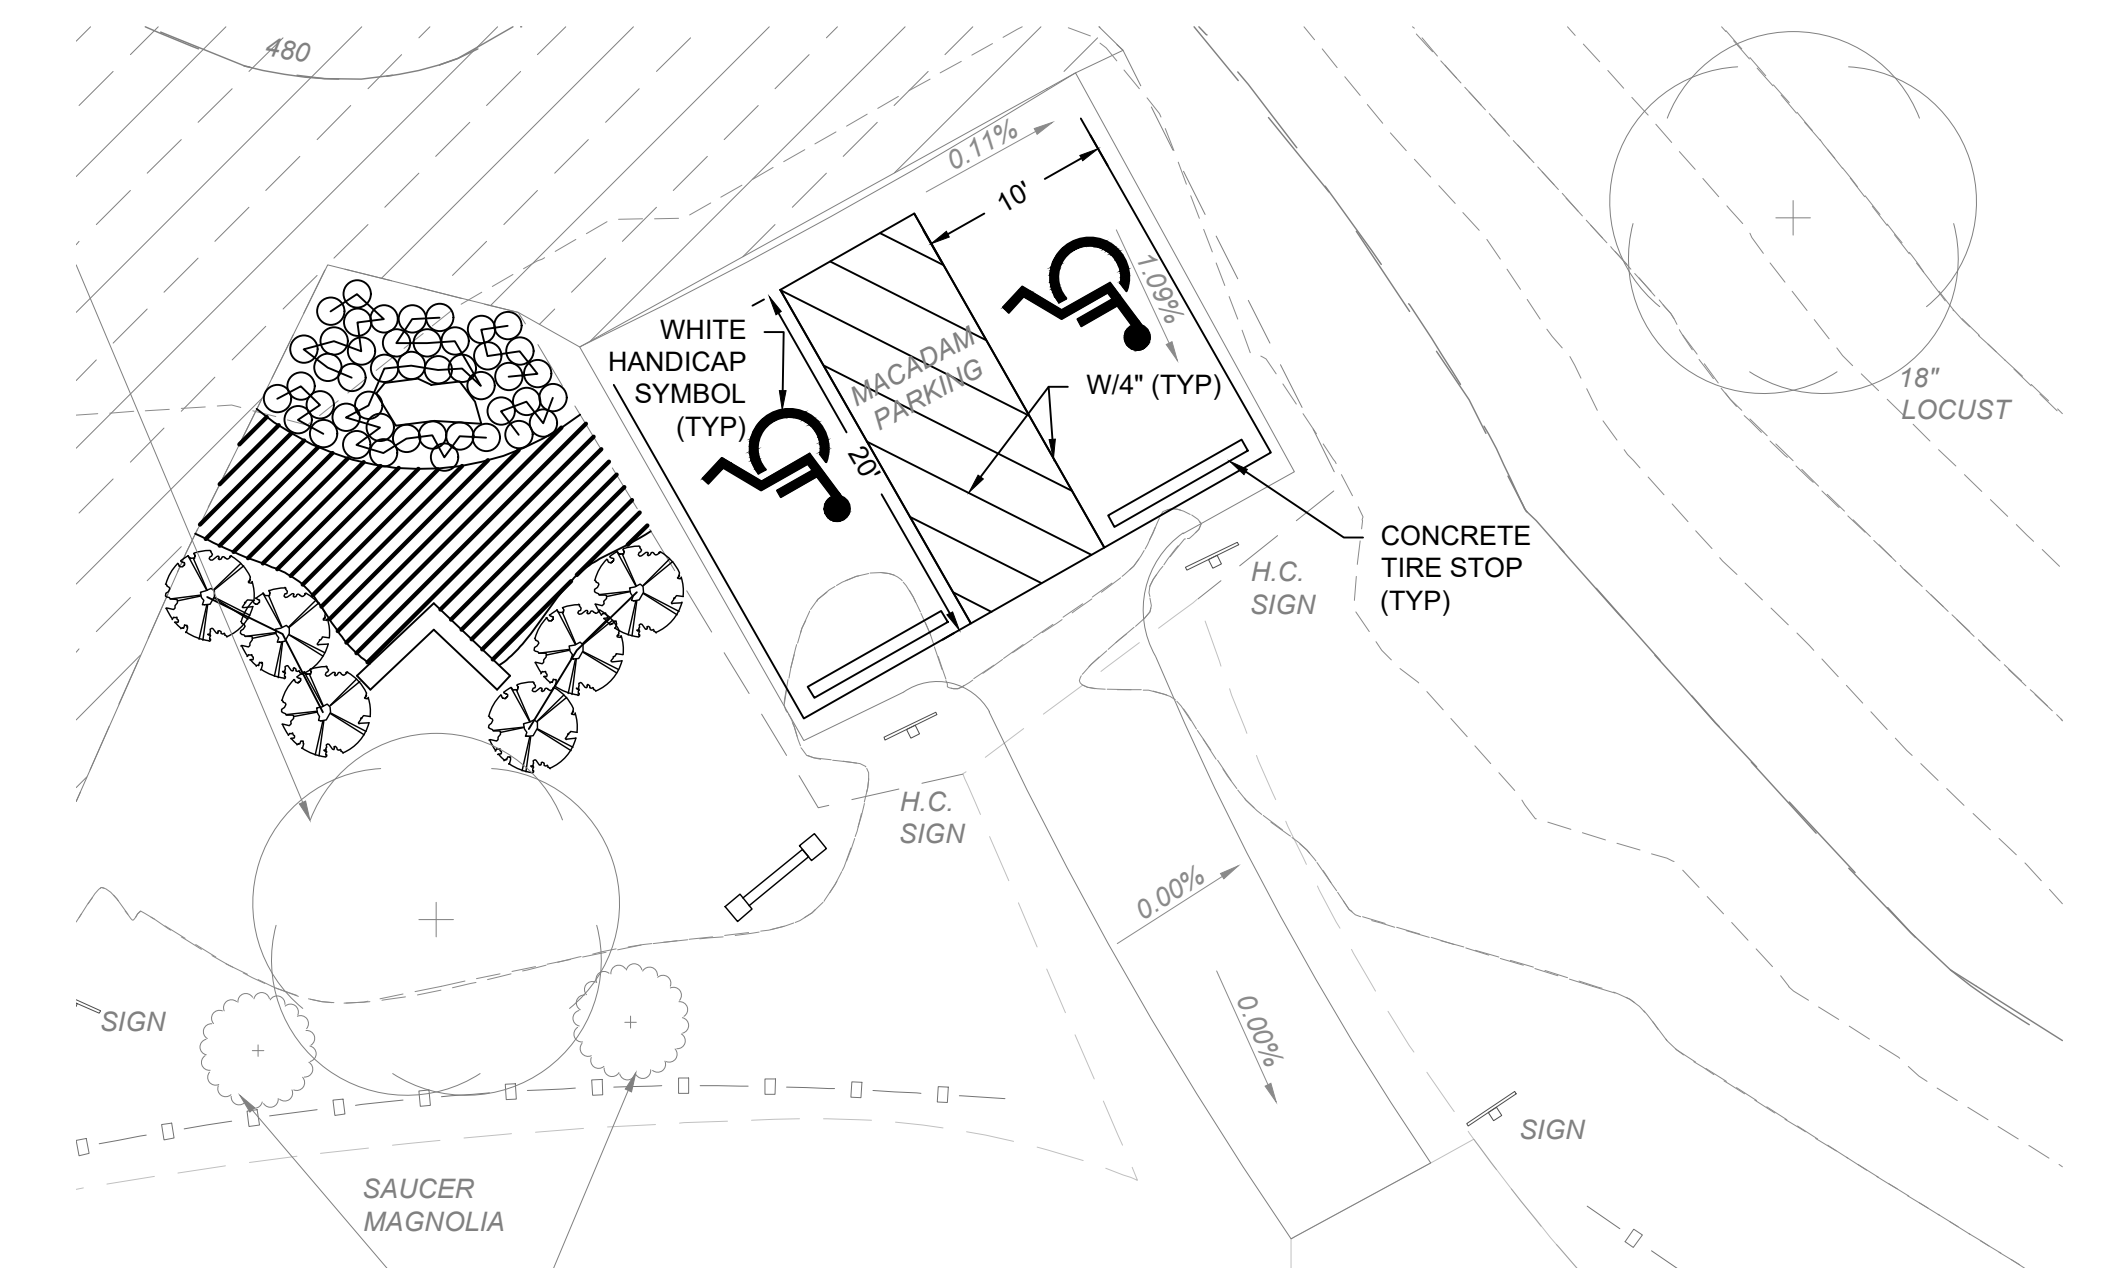 480
0.11%
10'
1.09%
WHITE
HANDICAP
SYMBOL
(TYP)
MACADAM
PARKING
W/4" (TYP)
18"
LOCUST
20'
CONCRETE
TIRE STOP
(TYP)
H.C.
SIGN
H.C.
SIGN
0.00%
0.00%
SIGN
SIGN
SAUCER
MAGNOLIA